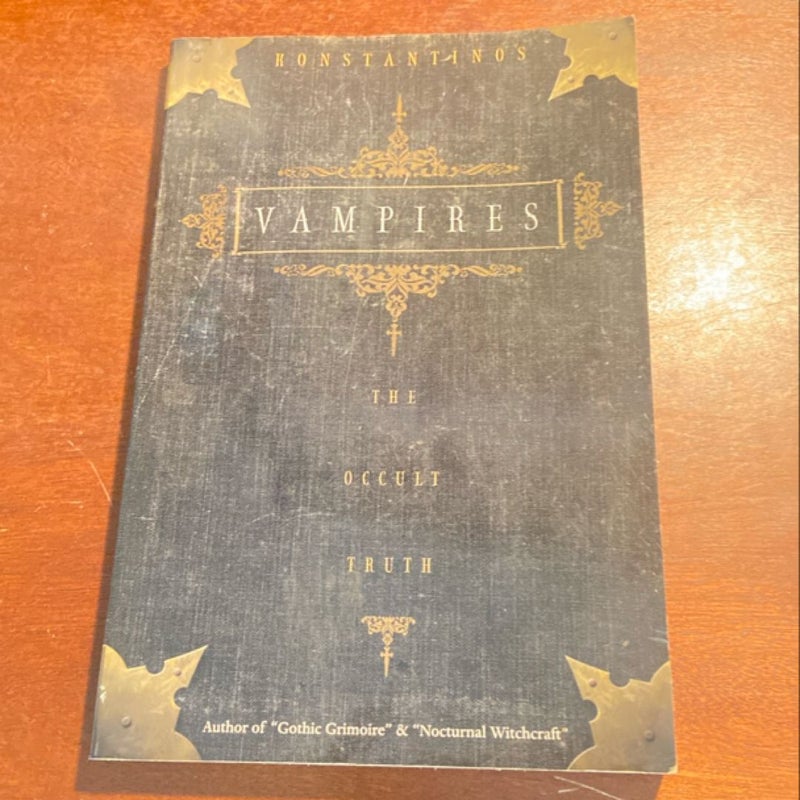 KONSTANTINOS
VAMPIRES
THE
OCCULT
TRUTH
Author of "Gothic Grimoire" & "Nocturnal Witchcraft"